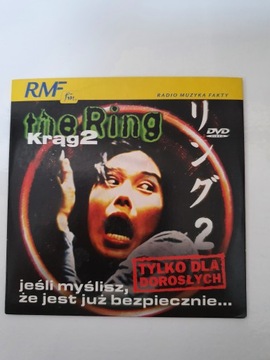 RMF FM
RADIO MUZYKA FAKTY
the Ring
Krąg2
リング2
DVD
VIDEO
TYLKO DLA
DOROSŁYCH
jeśli myślisz,
że jest już bezpiecznie...